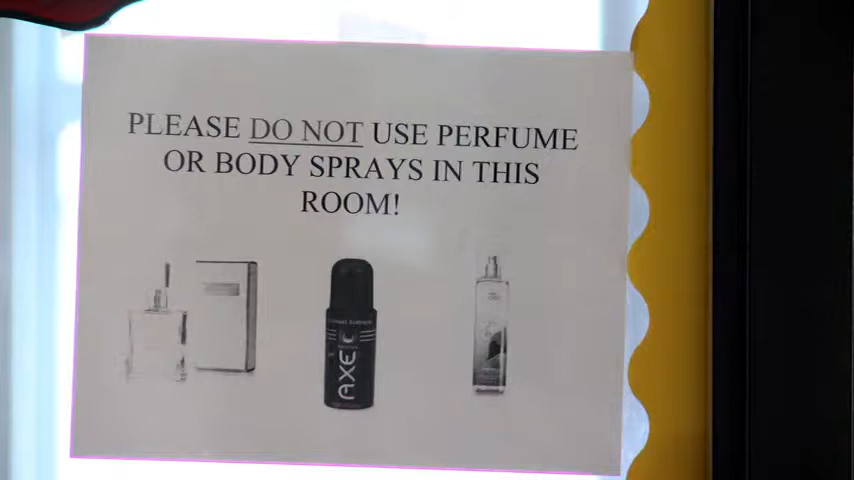 PLEASE DO NOT USE PERFUME
OR BODY SPRAYS IN THIS
ROOM!
AXE